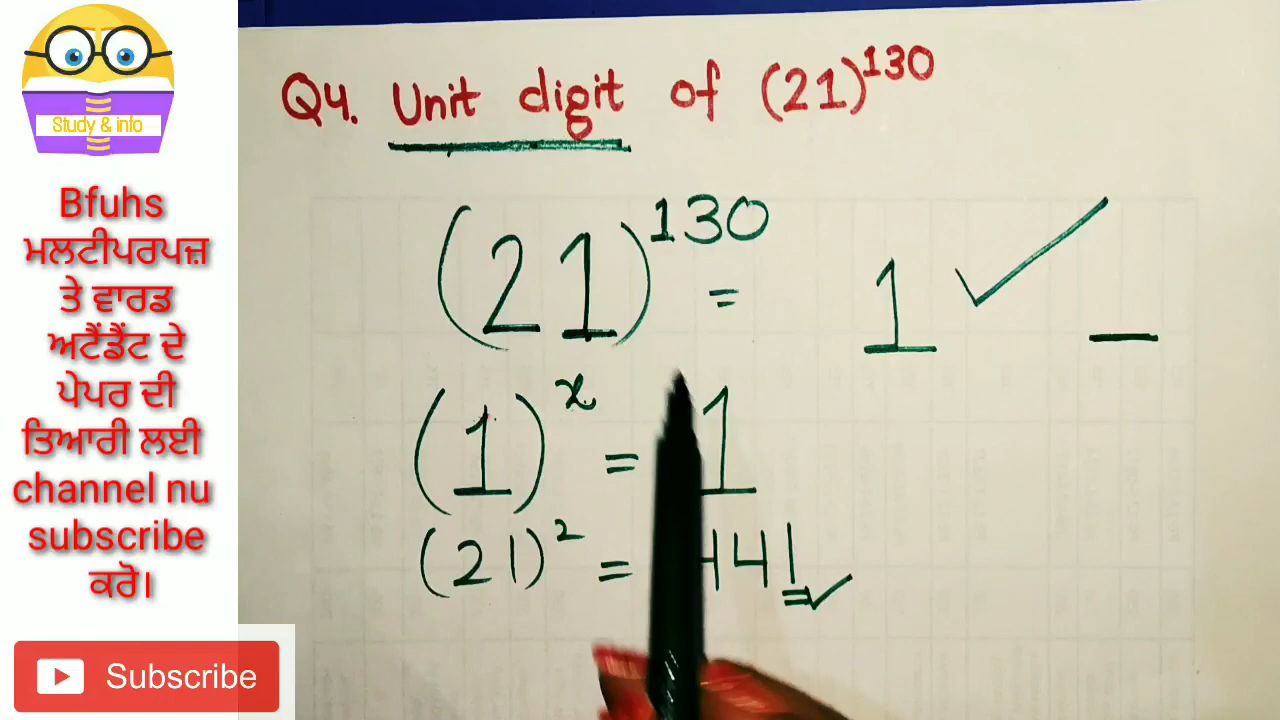 Study & info
Bfuhs
ਮਲਟੀਪਰਪਜ਼
ਤੇ ਵਾਰਡ
ਅਟੈਂਡੈਂਟ ਦੇ
ਪੇਪਰ ਦੀ
ਤਿਆਰੀ ਲਈ
channel nu
subscribe
ਕਰੋ।
Subscribe
Q4. Unit digit of (21)^130
(21)^130 = 1 ✓ _
(1)^x = 1
(21)^2 = 441 ✓